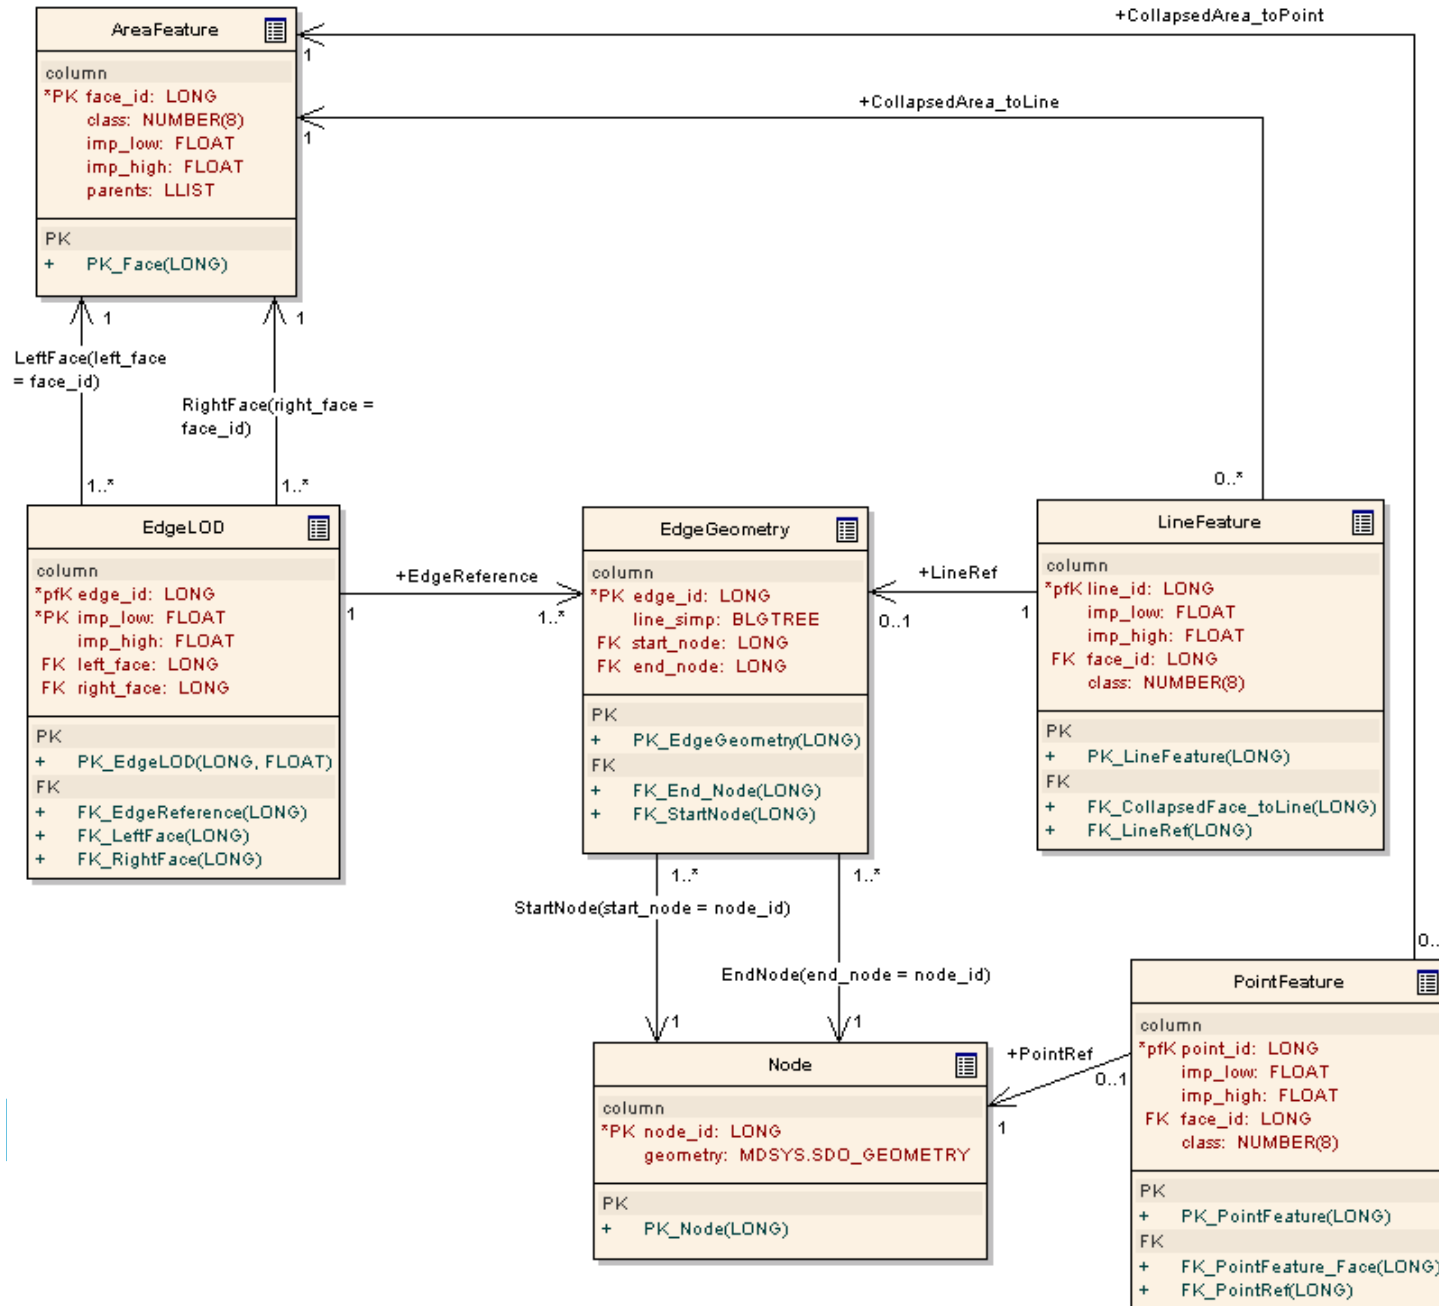 +CollapsedArea_toPoint
AreaFeature
1
column
*PK face_id: LONG
class: NUMBER(8)
imp_low: FLOAT
imp_high: FLOAT
parents: LLIST
PK
+ PK_Face(LONG)
+CollapsedArea_toLine
1
1
1
LeftFace(left_face
= face_id)
RightFace(right_face =
face_id)
1..*
1..*
0..*
EdgeLOD
column
*pfK edge_id: LONG
*PK imp_low: FLOAT
imp_high: FLOAT
FK left_face: LONG
FK right_face: LONG
PK
+ PK_EdgeLOD(LONG, FLOAT)
FK
+ FK_EdgeReference(LONG)
+ FK_LeftFace(LONG)
+ FK_RightFace(LONG)
+EdgeReference
1
1..*
EdgeGeometry
column
*PK edge_id: LONG
line_simp: BLGTREE
FK start_node: LONG
FK end_node: LONG
PK
+ PK_EdgeGeometry(LONG)
FK
+ FK_End_Node(LONG)
+ FK_StartNode(LONG)
+LineRef
0..1
1
LineFeature
column
*pfK line_id: LONG
imp_low: FLOAT
imp_high: FLOAT
FK face_id: LONG
class: NUMBER(8)
PK
+ PK_LineFeature(LONG)
FK
+ FK_CollapsedFace_toLine(LONG)
+ FK_LineRef(LONG)
1..*
1..*
StartNode(start_node = node_id)
EndNode(end_node = node_id)
1
1
0..
Node
column
*PK node_id: LONG
geometry: MDSYS.SDO_GEOMETRY
PK
+ PK_Node(LONG)
+PointRef
0..1
1
PointFeature
column
*pfK point_id: LONG
imp_low: FLOAT
imp_high: FLOAT
FK face_id: LONG
class: NUMBER(8)
PK
+ PK_PointFeature(LONG)
FK
+ FK_PointFeature_Face(LONG)
+ FK_PointRef(LONG)